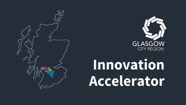 GLASGOW
CITY REGION
Innovation
Accelerator